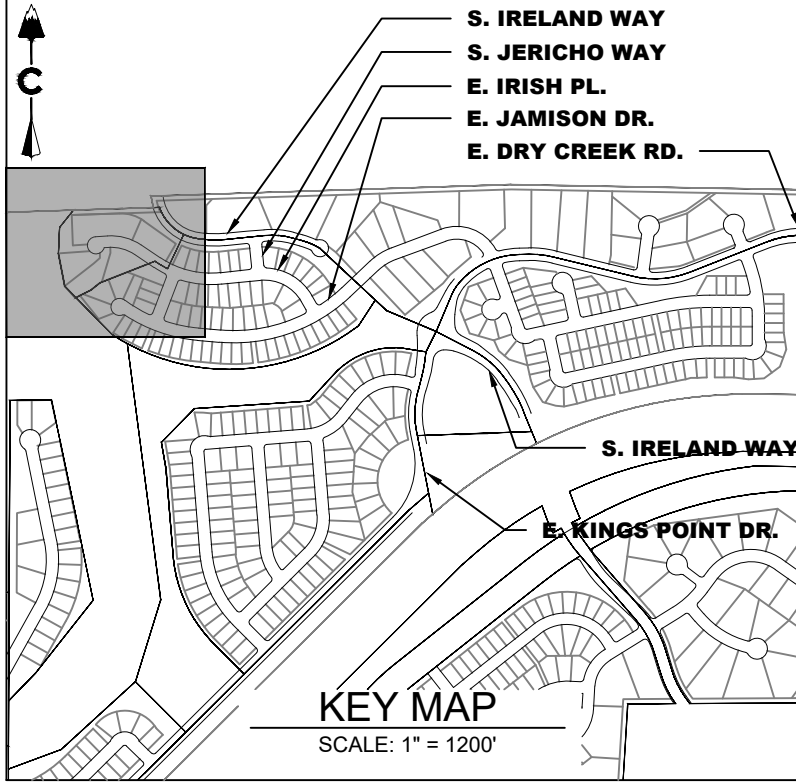 S. IRELAND WAY
S. JERICHO WAY
E. IRISH PL.
E. JAMISON DR.
E. DRY CREEK RD.
C
S. IRELAND WAY
E. KINGS POINT DR.
KEY MAP
SCALE: 1" = 1200'